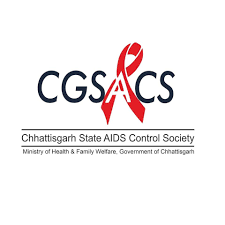 CGSACS
Chhattisgarh State AIDS Control Society
Ministry of Health & Family Welfare, Government of Chhattisgarh